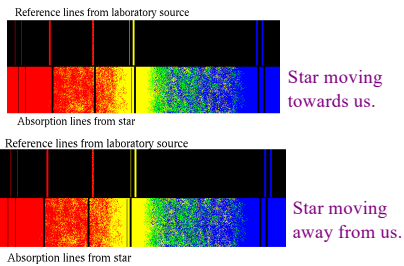 Reference lines from laboratory source
Star moving
towards us.
Absorption lines from star
Reference lines from laboratory source
Star moving
away from us.
Absorption lines from star